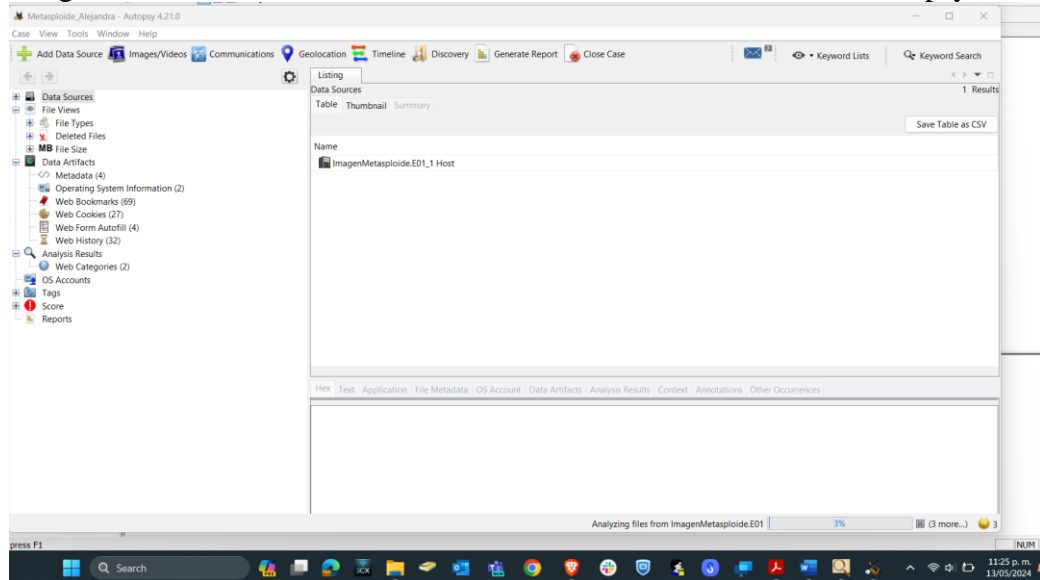 Metasploide_Alejandra - Autopsy 4.21.0
Case View Tools Window Help
Add Data Source Images/Videos Communications Geolocation Timeline Discovery Generate Report Close Case Keyword Lists Keyword Search
Listing
Data Sources 1 Results
Table Thumbnail Summary
Save Table as CSV
Name
ImagenMetasploide.E01_1 Host
Data Sources
File Views
File Types
Deleted Files
MB File Size
Data Artifacts
Metadata (4)
Operating System Information (2)
Web Bookmarks (69)
Web Cookies (27)
Web Form Autofill (4)
Web History (32)
Analysis Results
Web Categories (2)
OS Accounts
Tags
Score
Reports
Hex Text Application File Metadata OS Account Data Artifacts Analysis Results Context Annotations Other Occurrences
Analyzing files from ImagenMetasploide.E01 3% (3 more...) 3
press F1 NUM
Search
11:25 p. m.
13/05/2024